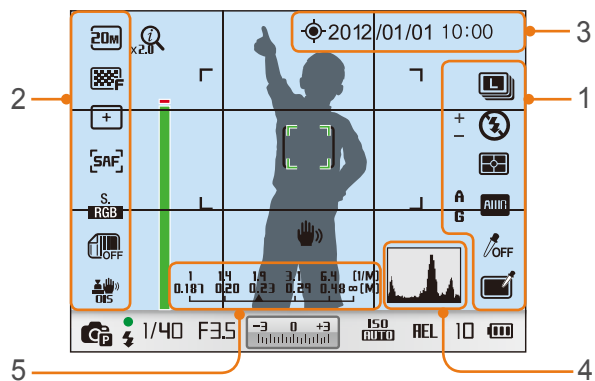 3
2012/01/01 10:00
20M
x2.0
2
1
F
L
+
−
+
SAF
S.
RGB
A
G
AWB
OFF
OFF
OIS
1 1.4 1.9 3.1 6.4 (1/M)
0.187 0.20 0.23 0.29 0.48 ∞ (M)
P
1/40 F3.5
−3 0 +3
ISO
AUTO
AEL
10
5
4